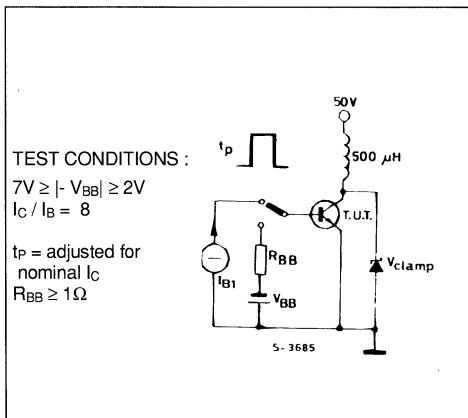 TEST CONDITIONS :
7V ≥ |- VBB| ≥ 2V
IC / IB = 8
tP = adjusted for
nominal IC
RBB ≥ 1Ω
tp
50V
500 μH
T.U.T.
RBB
IB1
VBB
Vclamp
S-3685